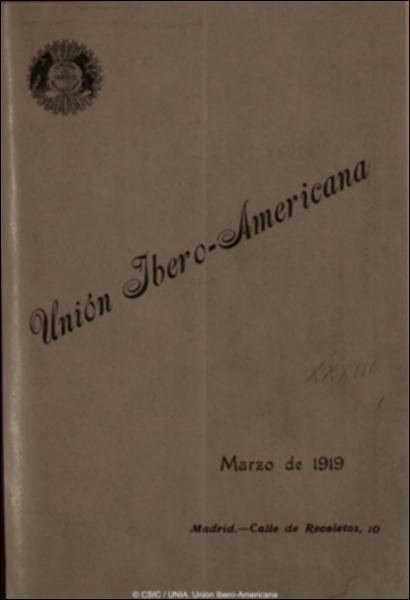 Unión Ibero-Americana
XXXIII
Marzo de 1919
Madrid.—Calle de Recoletos, 10
© CSIC / UNIA. Unión Ibero-Americana